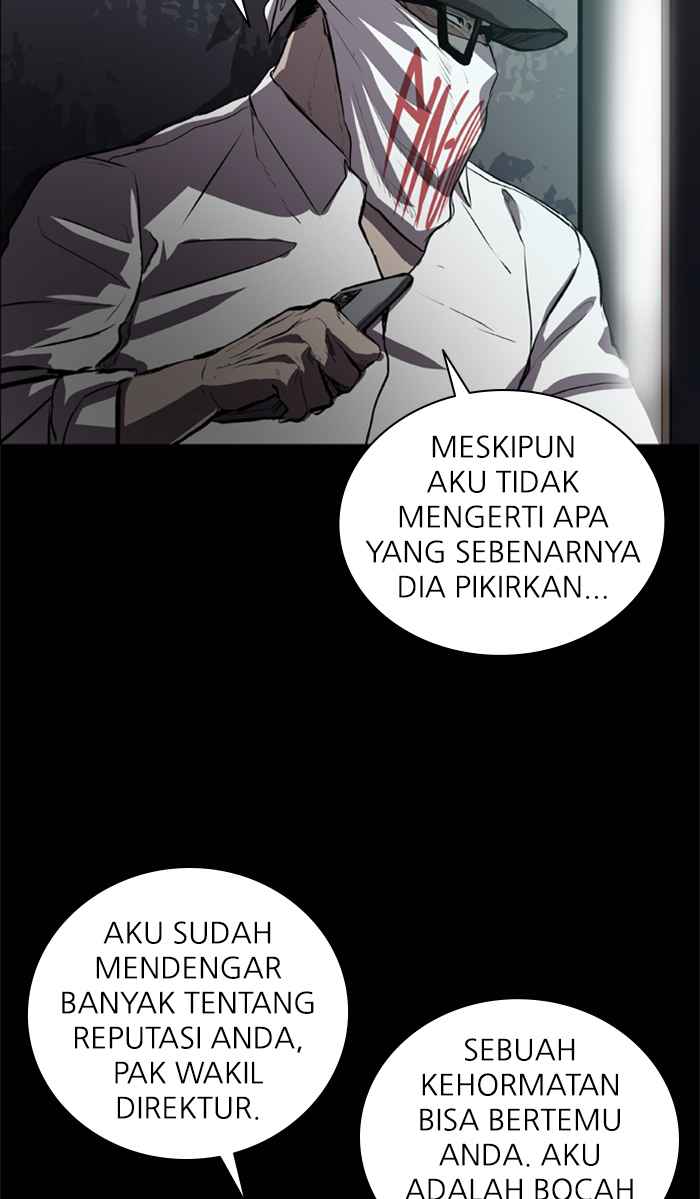 MESKIPUN
AKU TIDAK
MENGERTI APA
YANG SEBENARNYA
DIA PIKIRKAN...
AKU SUDAH
MENDENGAR
BANYAK TENTANG
REPUTASI ANDA,
PAK WAKIL
DIREKTUR.
SEBUAH
KEHORMATAN
BISA BERTEMU
ANDA. AKU
ADALAH BOCAH